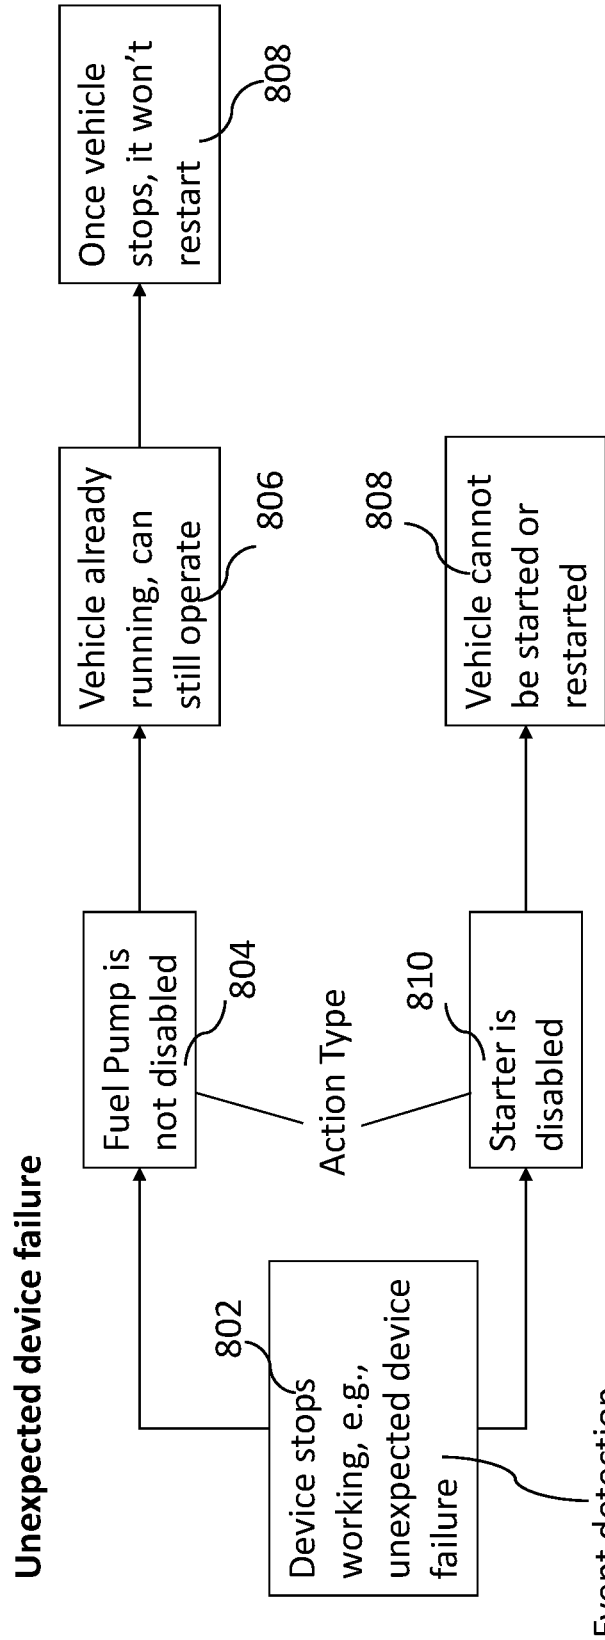 Unexpected device failure
Device stops
working, e.g.,
unexpected device
failure
802
Event detection
Fuel Pump is
not disabled
804
Action Type
Starter is
disabled
810
Vehicle already
running, can
still operate
806
Once vehicle
stops, it won't
restart
808
Vehicle cannot
be started or
restarted
808